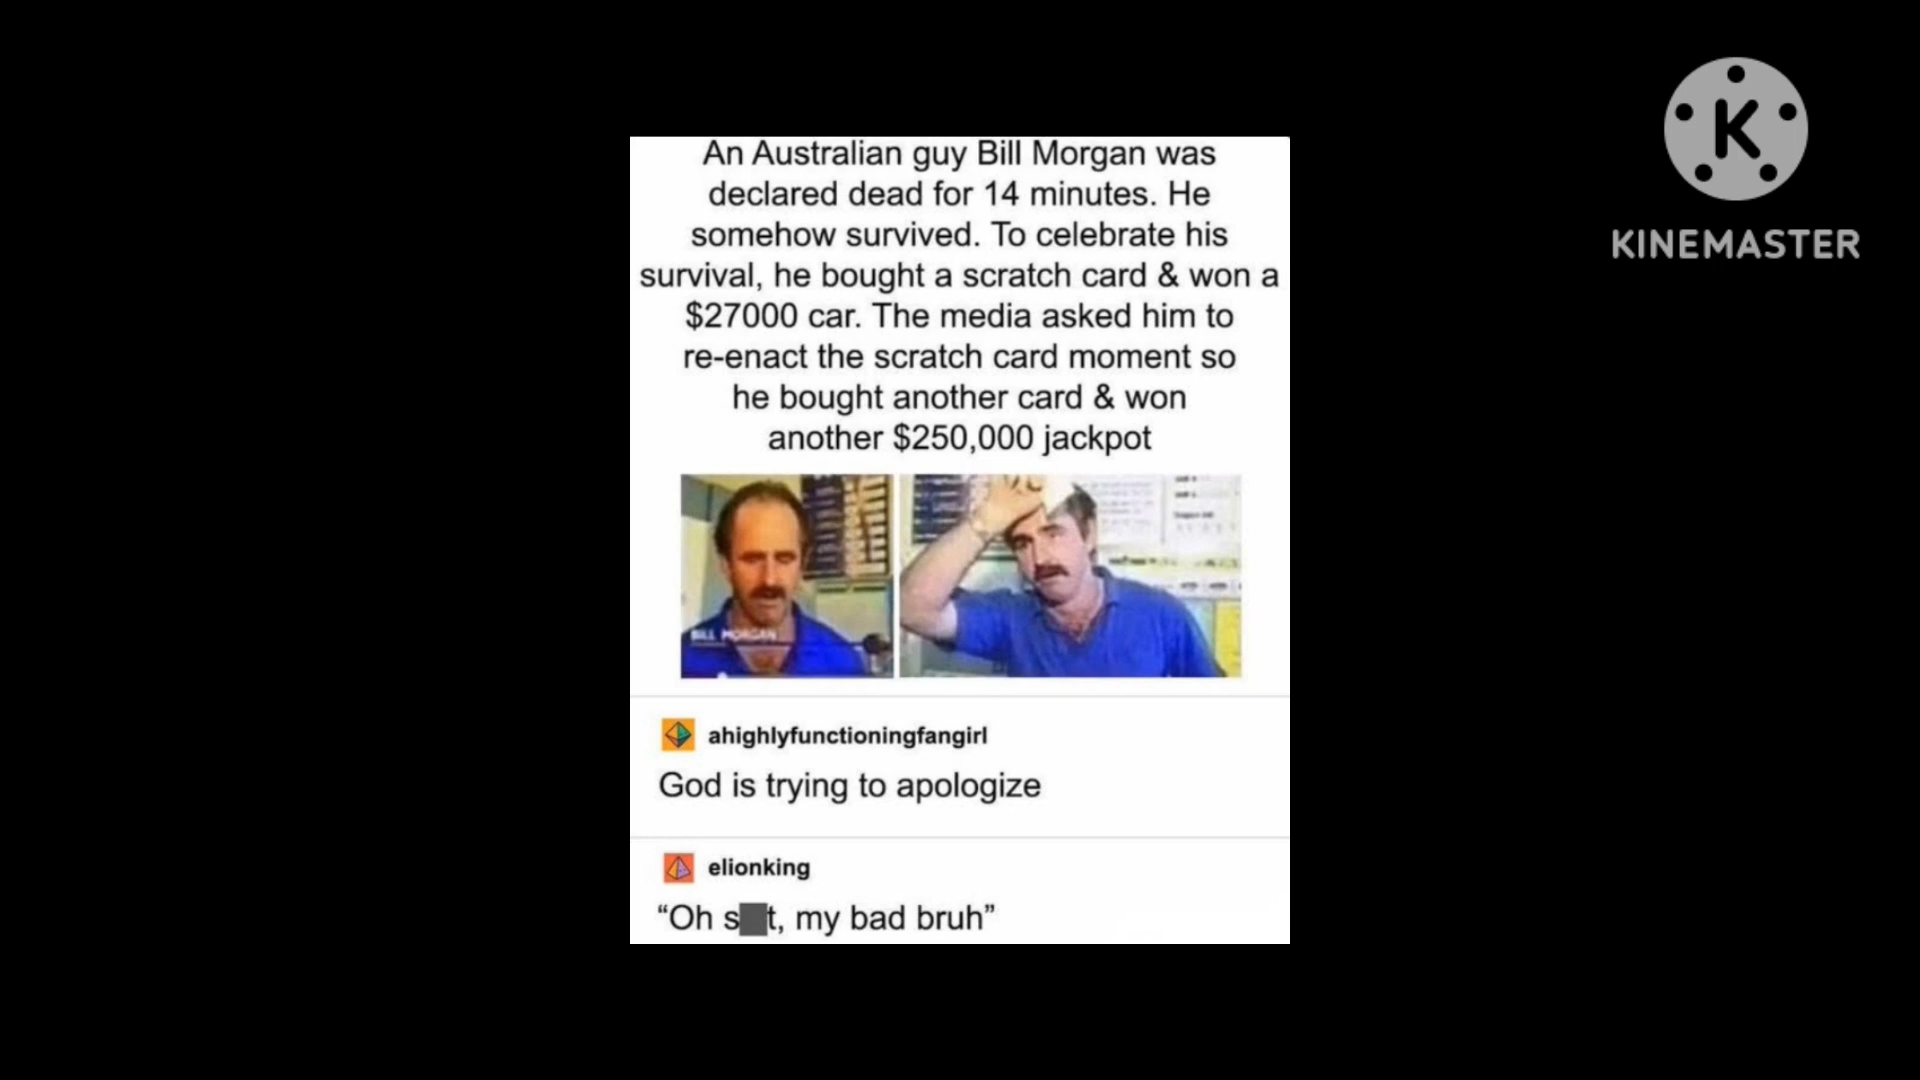 An Australian guy Bill Morgan was
declared dead for 14 minutes. He
somehow survived. To celebrate his
survival, he bought a scratch card & won a
$27000 car. The media asked him to
re-enact the scratch card moment so
he bought another card & won
another $250,000 jackpot
BILL MORGAN
ahighlyfunctioningfangirl
God is trying to apologize
elionking
“Oh s t, my bad bruh”
K
KINEMASTER